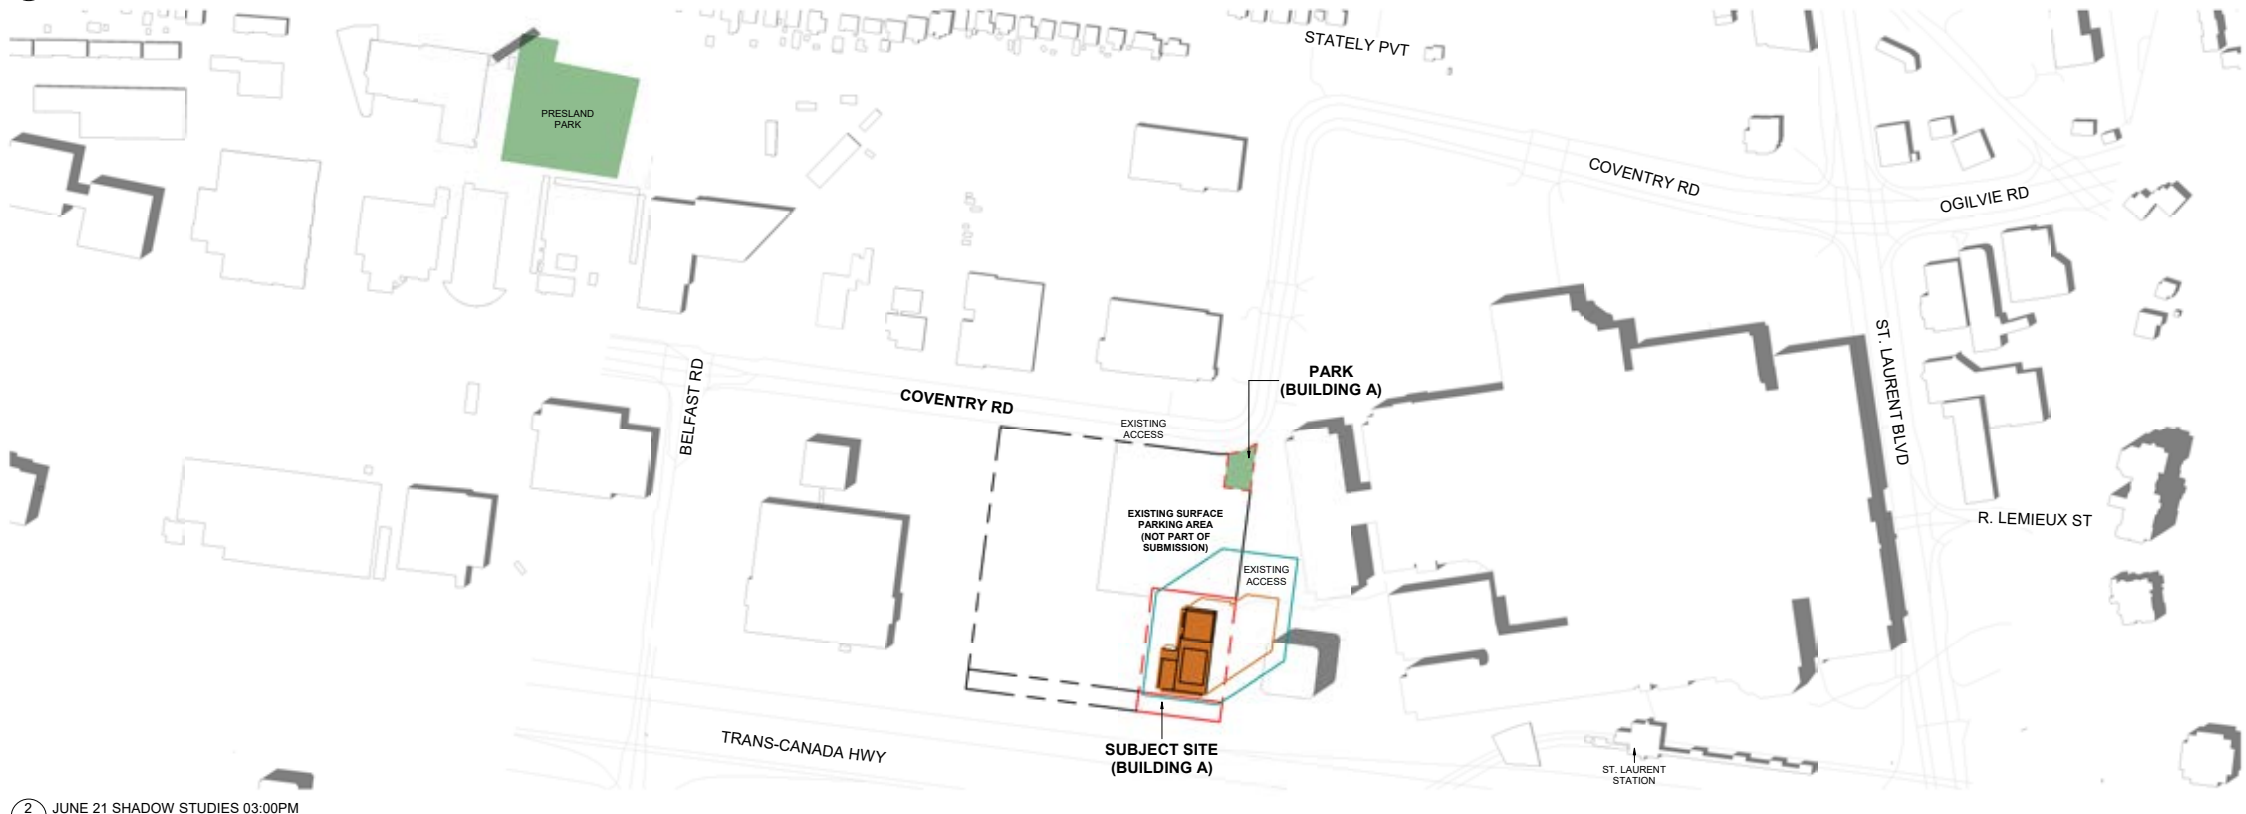 STATELY PVT
PRESLAND
PARK
COVENTRY RD
OGILVIE RD
ST. LAURENT BLVD
BELFAST RD
PARK
(BUILDING A)
COVENTRY RD
EXISTING
ACCESS
EXISTING SURFACE
PARKING AREA
(NOT PART OF
SUBMISSION)
R. LEMIEUX ST
EXISTING
ACCESS
TRANS-CANADA HWY
SUBJECT SITE
(BUILDING A)
ST. LAURENT
STATION
2 JUNE 21 SHADOW STUDIES 03:00PM